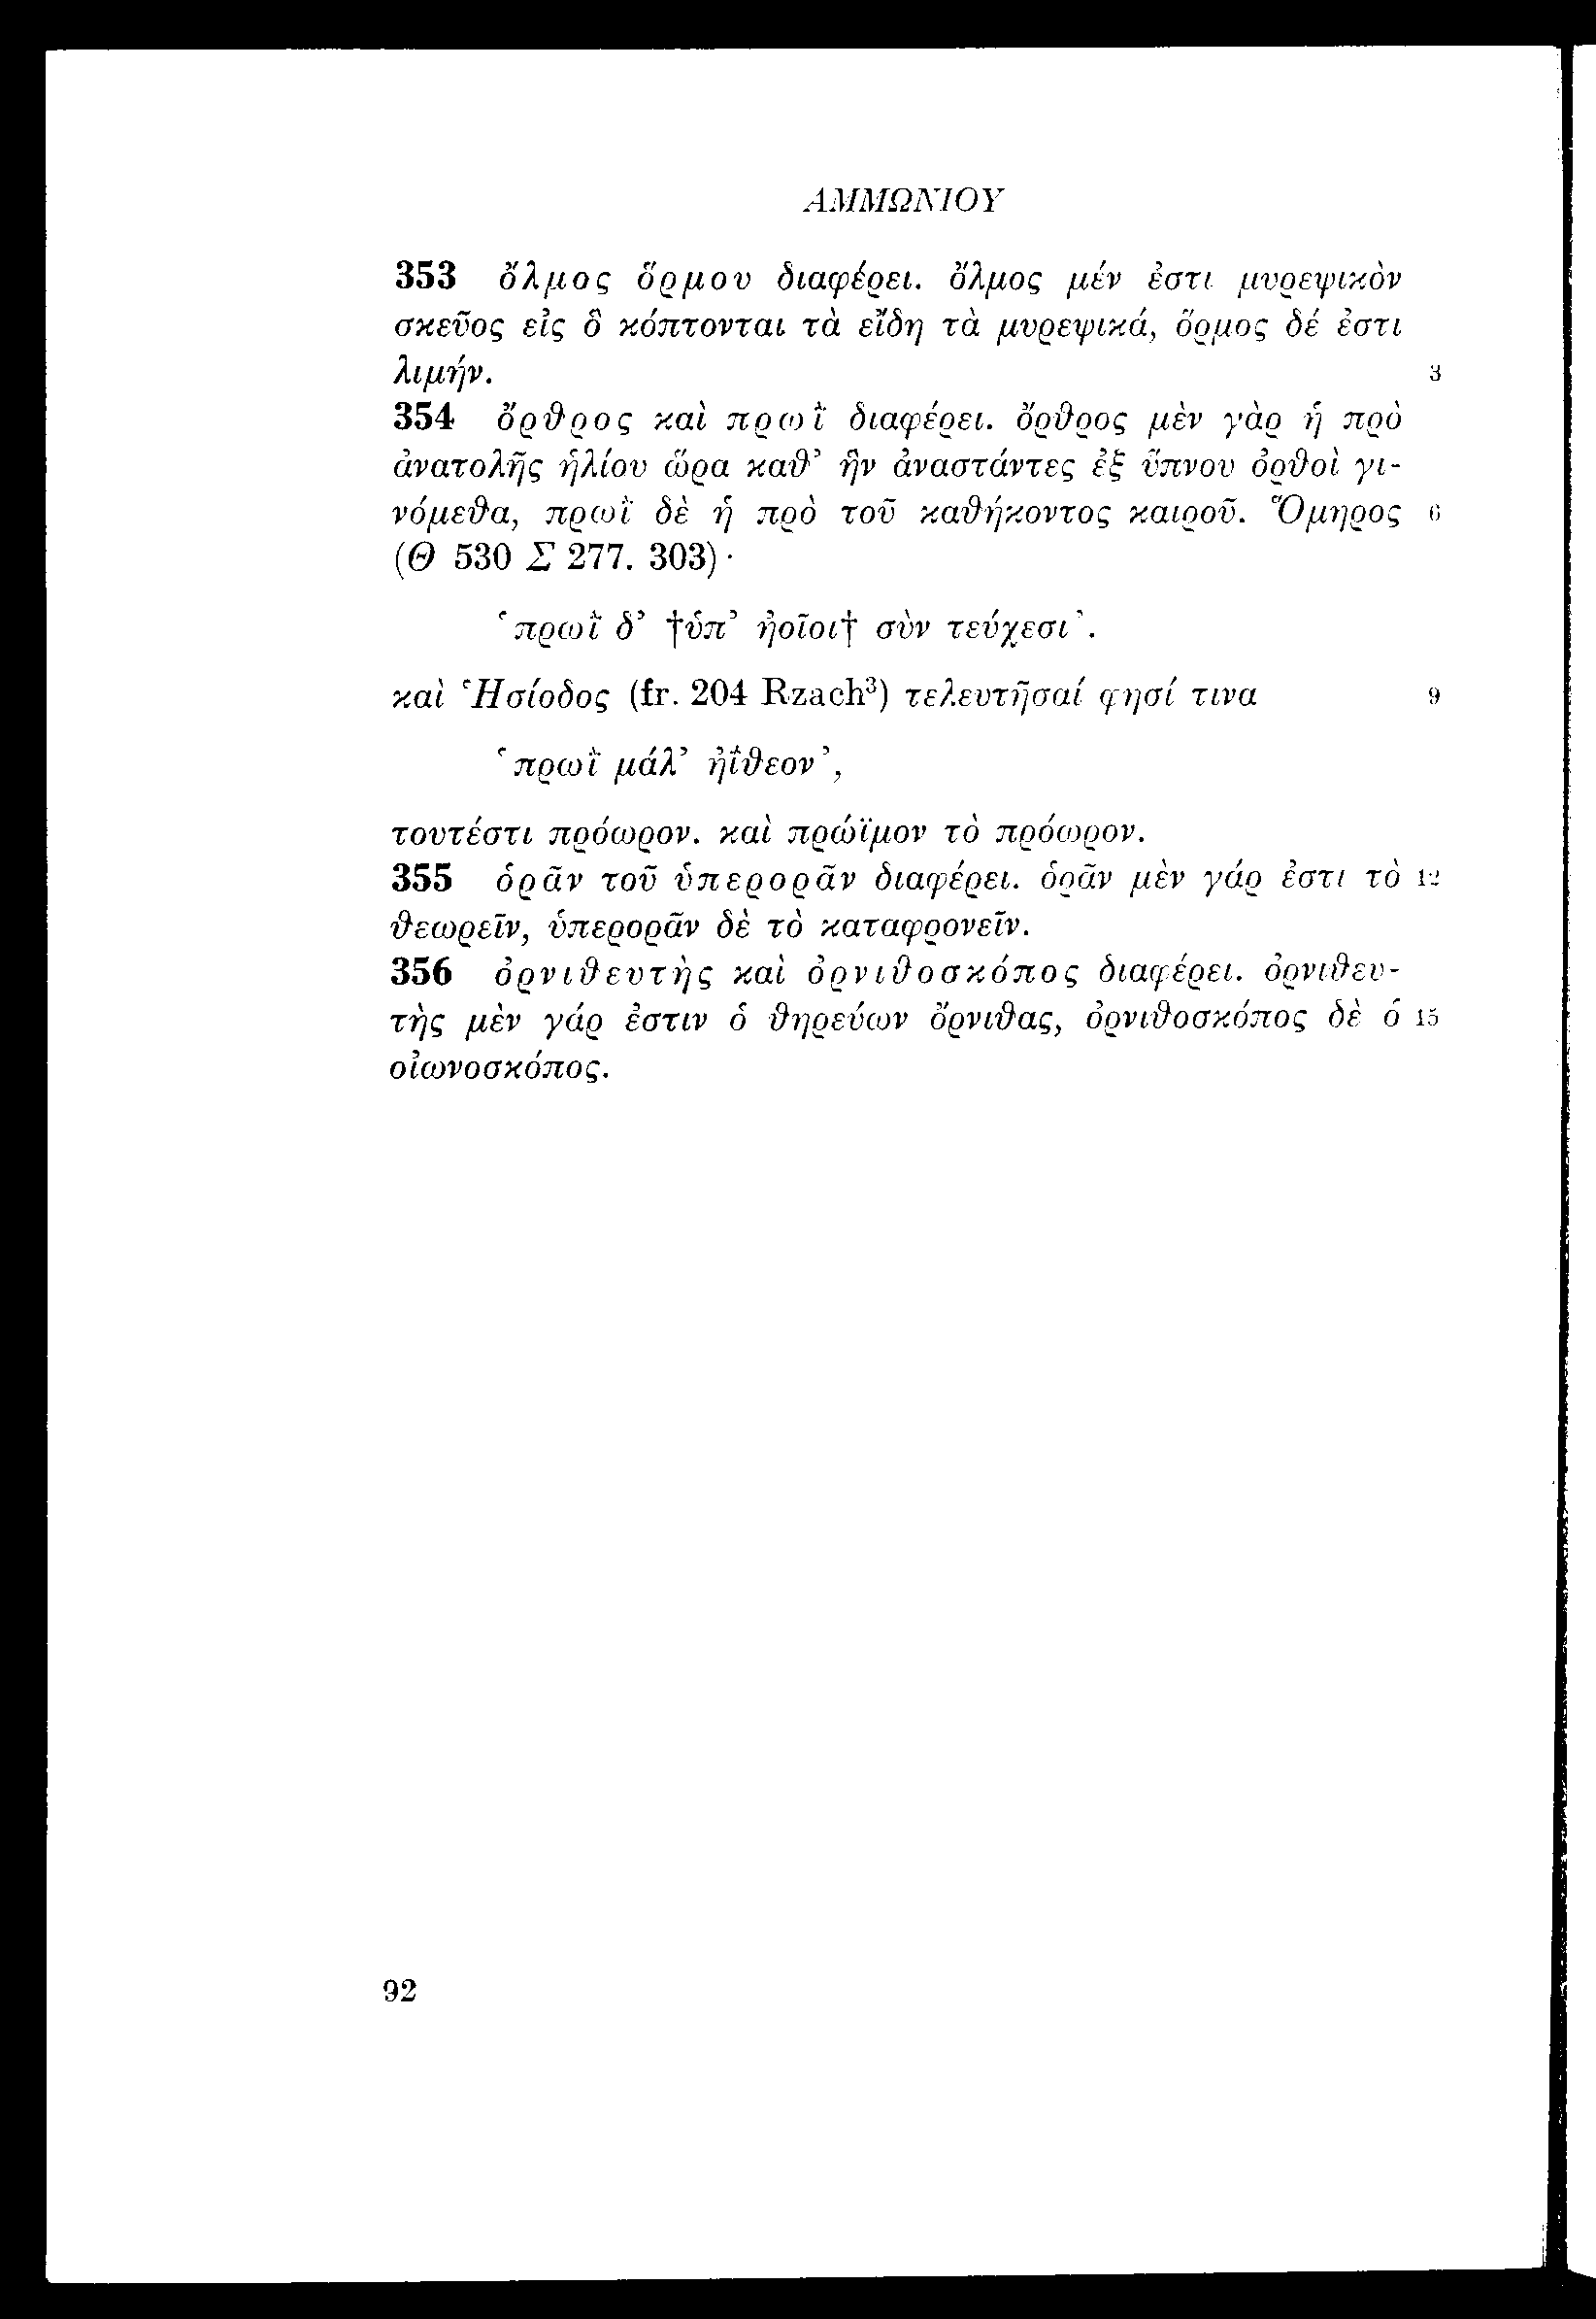 ΑΜΜΩΝΙΟΥ
353 ὄλμος ὅρμου διαφέρει. ὄλμος μέν ἐστι μυρεψικὸν
σκεῦος εἰς ὃ κόπτονται τὰ εἴδη τὰ μυρεψικά, ὅρμος δέ ἐστι
λιμήν. 3
354 ὄρθρος καὶ πρωῒ διαφέρει. ὄρθρος μὲν γὰρ ἡ πρὸ
ἀνατολῆς ἡλίου ὥρα καθ’ ἣν ἀναστάντες ἐξ ὕπνου ὀρθοὶ γι-
νόμεθα, πρωῒ δὲ ἡ πρὸ τοῦ καθήκοντος καιροῦ. Ὅμηρος 6
(Θ 530 Σ 277. 303)·
‘πρωῒ δ’ †ὑπ’ ἠοῖοι† σὺν τεύχεσι’.
καὶ Ἡσίοδος (fr. 204 Rzach³) τελευτῆσαί φησί τινα 9
‘πρωῒ μάλ’ ἠΐθεον’,
τουτέστι πρόωρον. καὶ πρώϊμον τὸ πρόωρον.
355 ὁρᾶν τοῦ ὑπερορᾶν διαφέρει. ὁρᾶν μὲν γάρ ἐστι τὸ 12
θεωρεῖν, ὑπερορᾶν δὲ τὸ καταφρονεῖν.
356 ὀρνιθευτὴς καὶ ὀρνιθοσκόπος διαφέρει. ὀρνιθευ-
τὴς μὲν γάρ ἐστιν ὁ θηρεύων ὄρνιθας, ὀρνιθοσκόπος δὲ ὁ 15
οἰωνοσκόπος.
92